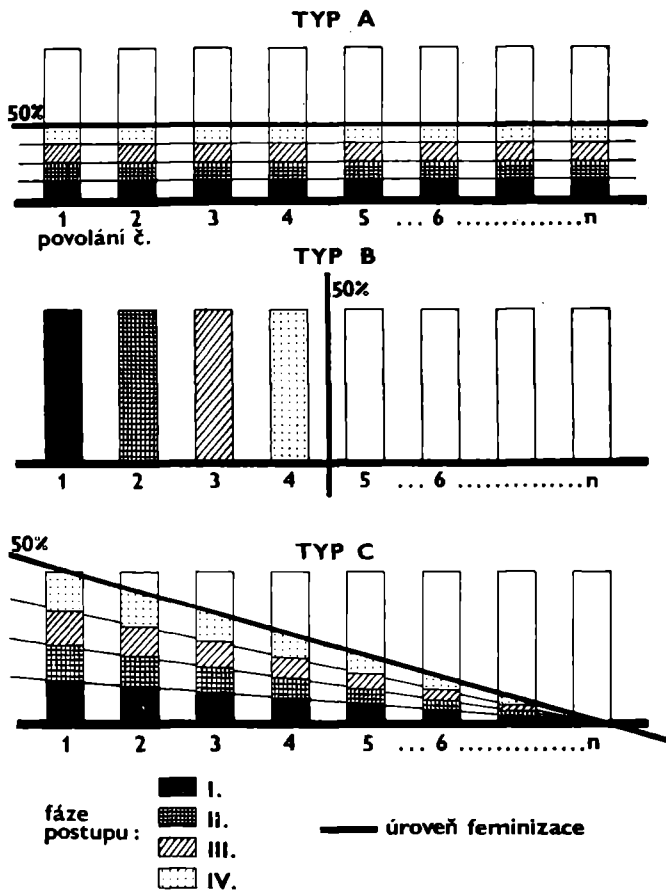 TYP A
50%
1 2 3 4 5 ... 6 ..............n
povolání č.
TYP B
50%
1 2 3 4 5 ... 6 ..............n
TYP C
50%
1 2 3 4 5 ... 6 ..............n
fáze
postupu :
I.
II.
III.
IV.
úroveň feminizace